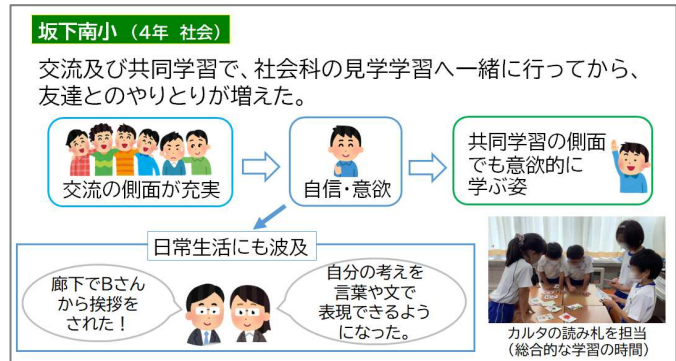 坂下南小（4年 社会）
交流及び共同学習で、社会科の見学学習へ一緒に行ってから、
友達とのやりとりが増えた。
交流の側面が充実
自信・意欲
共同学習の側面
でも意欲的に
学ぶ姿
日常生活にも波及
廊下でBさん
から挨拶を
された！
自分の考えを
言葉や文で
表現できるよう
になった。
カルタの読み札を担当
（総合的な学習の時間）